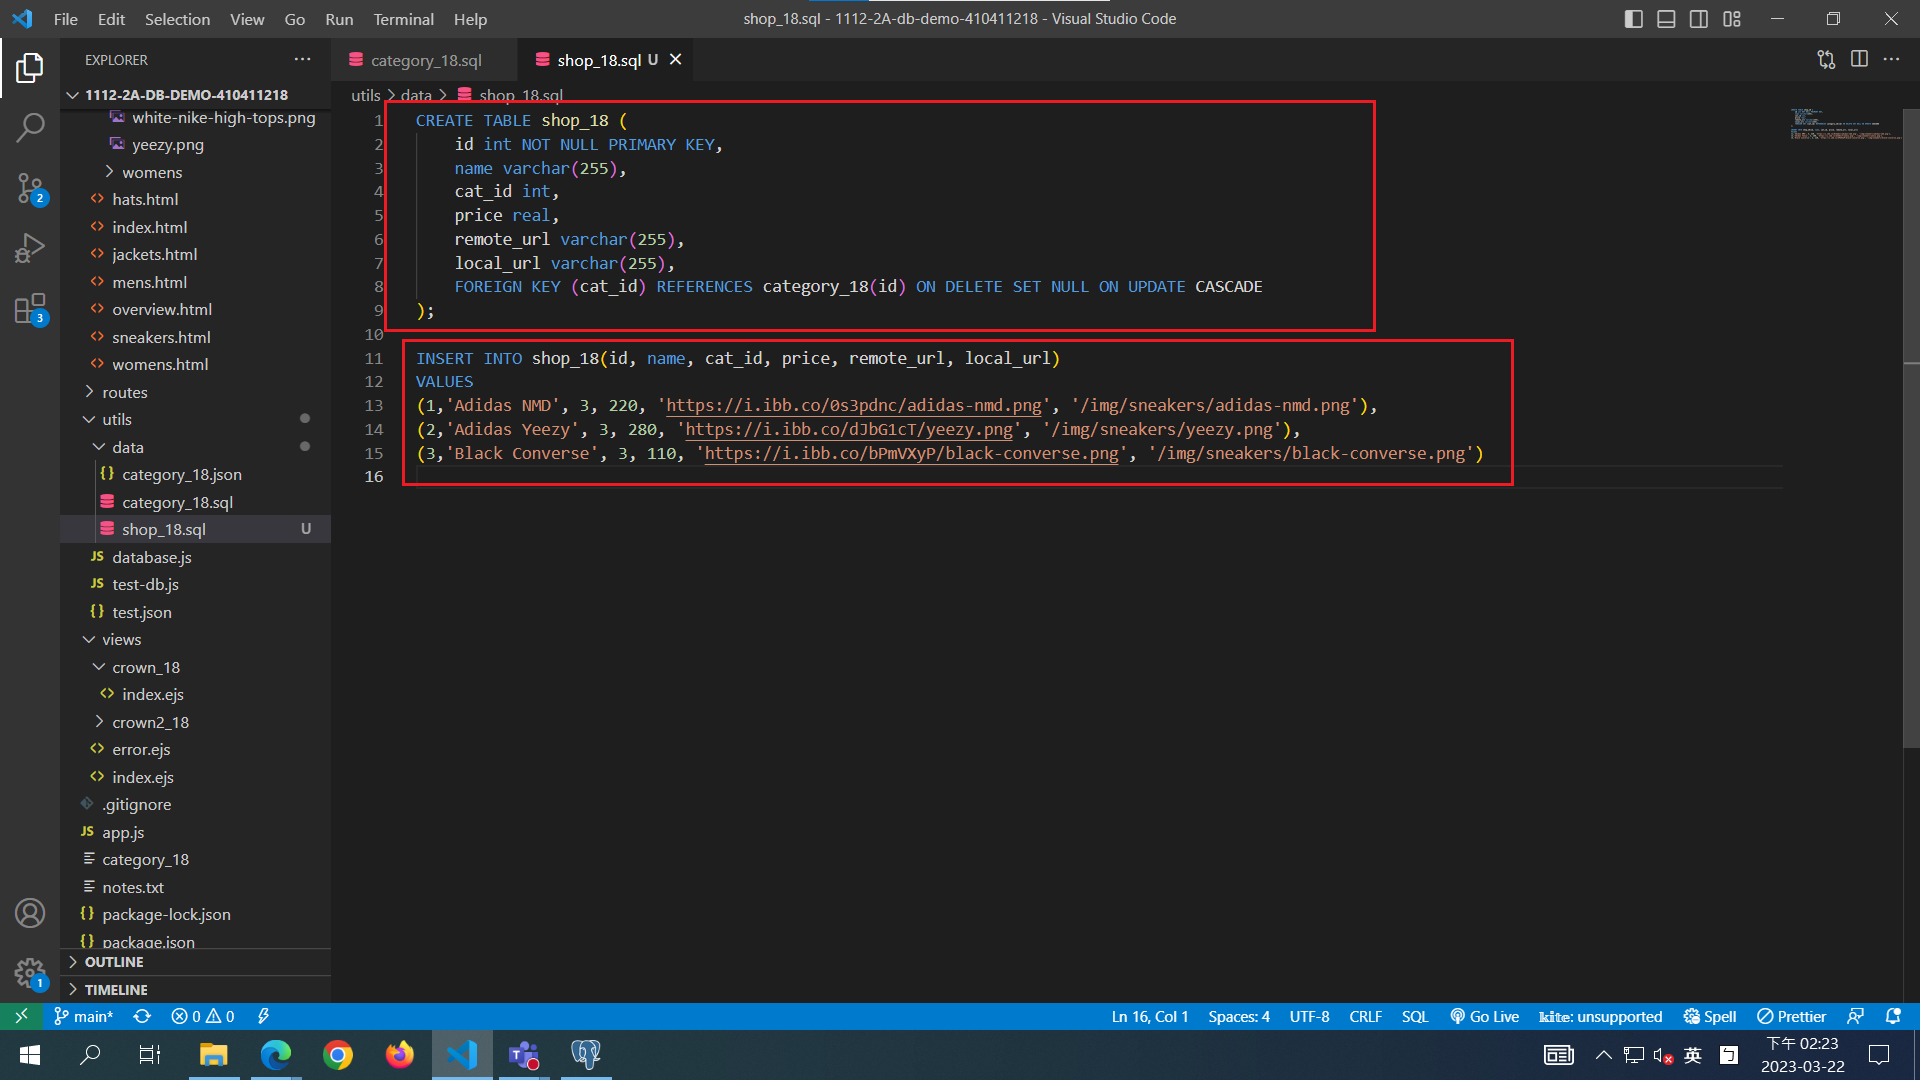 File Edit Selection View Go Run Terminal Help
shop_18.sql - 1112-2A-db-demo-410411218 - Visual Studio Code
EXPLORER
1112-2A-DB-DEMO-410411218
white-nike-high-tops.png
yeezy.png
womens
hats.html
index.html
jackets.html
mens.html
overview.html
sneakers.html
womens.html
routes
utils
data
category_18.json
category_18.sql
shop_18.sql U
database.js
test-db.js
test.json
views
crown_18
index.ejs
crown2_18
error.ejs
index.ejs
.gitignore
app.js
category_18
notes.txt
package-lock.json
package.json
OUTLINE
TIMELINE
category_18.sql
shop_18.sql U
utils > data > shop_18.sql
1 CREATE TABLE shop_18 (
2 id int NOT NULL PRIMARY KEY,
3 name varchar(255),
4 cat_id int,
5 price real,
6 remote_url varchar(255),
7 local_url varchar(255),
8 FOREIGN KEY (cat_id) REFERENCES category_18(id) ON DELETE SET NULL ON UPDATE CASCADE
9 );
10
11 INSERT INTO shop_18(id, name, cat_id, price, remote_url, local_url)
12 VALUES
13 (1,'Adidas NMD', 3, 220, 'https://i.ibb.co/0s3pdnc/adidas-nmd.png', '/img/sneakers/adidas-nmd.png'),
14 (2,'Adidas Yeezy', 3, 280, 'https://i.ibb.co/dJbG1cT/yeezy.png', '/img/sneakers/yeezy.png'),
15 (3,'Black Converse', 3, 110, 'https://i.ibb.co/bPmVXyP/black-converse.png', '/img/sneakers/black-converse.png')
16
2
3
1
main* 0 0
Ln 16, Col 1 Spaces: 4 UTF-8 CRLF SQL Go Live kite: unsupported Spell Prettier
英
下午 02:23
2023-03-22